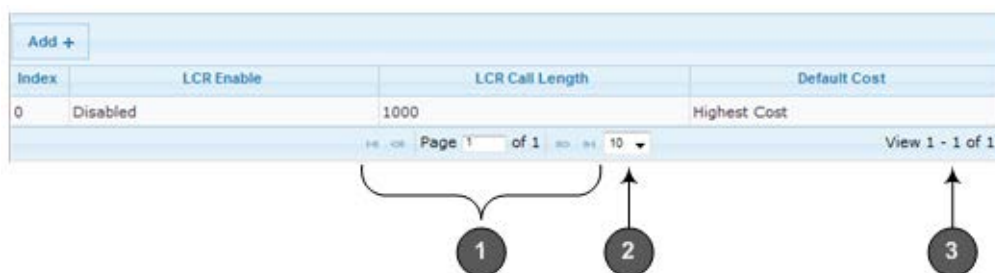 Add +
Index LCR Enable LCR Call Length Default Cost
0 Disabled 1000 Highest Cost
Page 1 of 1 10 View 1 - 1 of 1
1 2 3